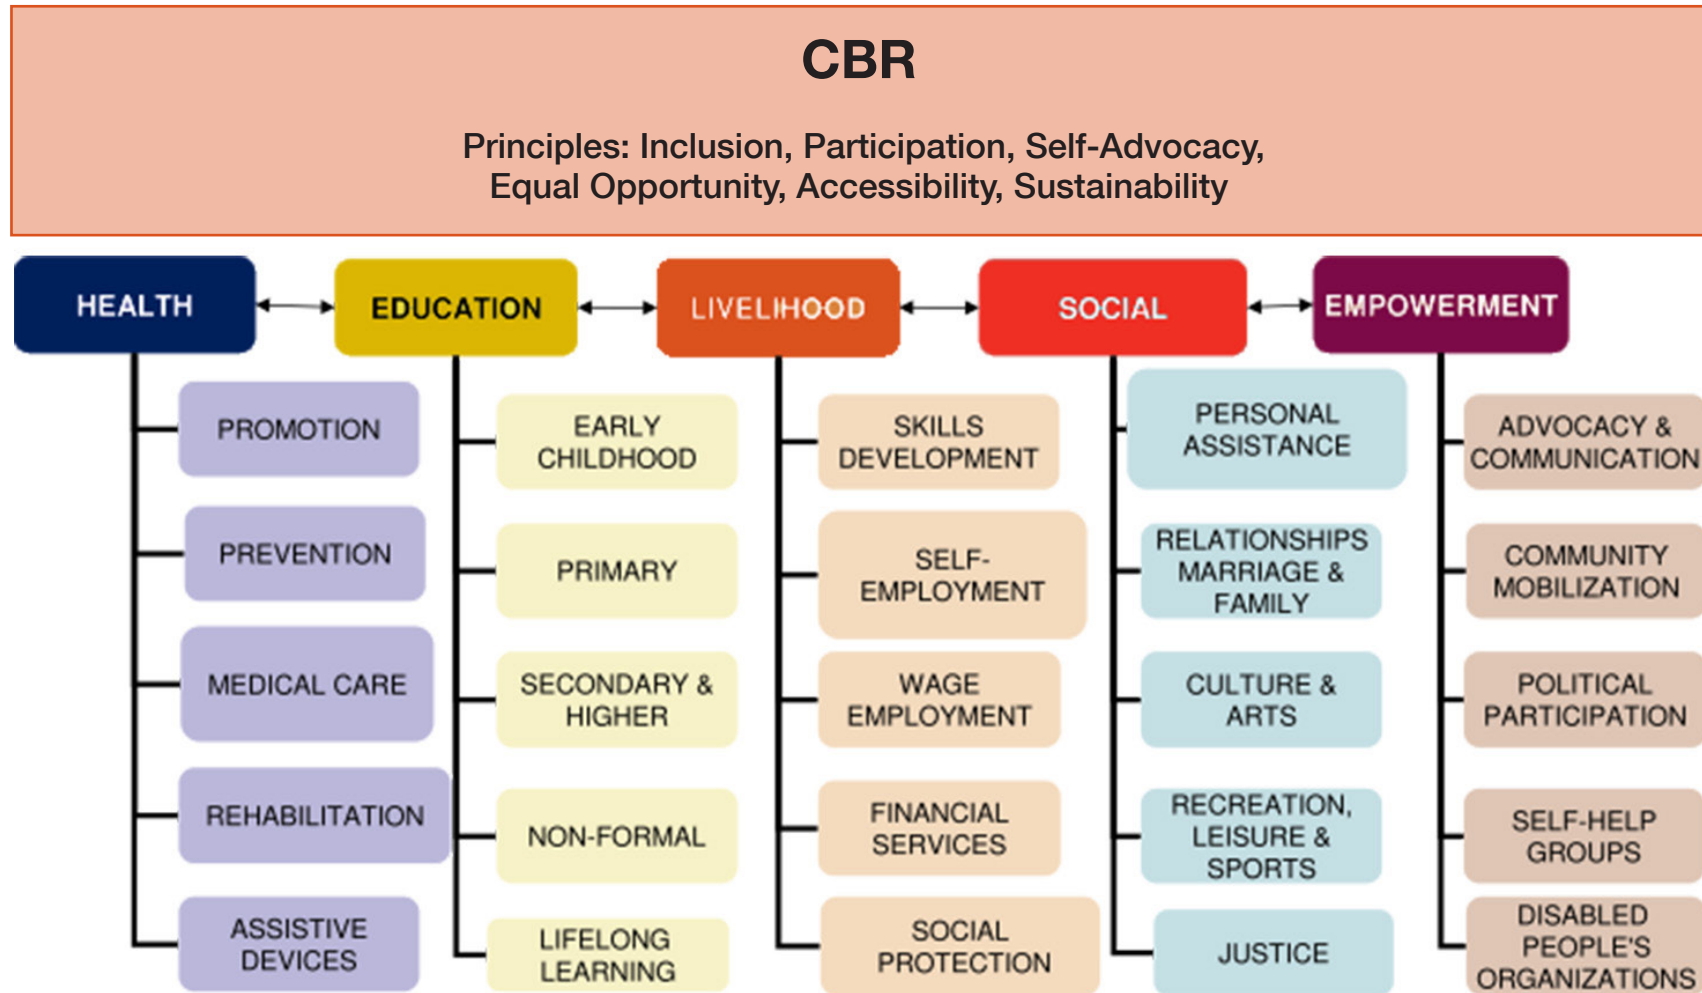 CBR
Principles: Inclusion, Participation, Self-Advocacy,
Equal Opportunity, Accessibility, Sustainability
HEALTH
EDUCATION
LIVELIHOOD
SOCIAL
EMPOWERMENT
PROMOTION
PREVENTION
MEDICAL CARE
REHABILITATION
ASSISTIVE
DEVICES
EARLY
CHILDHOOD
PRIMARY
SECONDARY &
HIGHER
NON-FORMAL
LIFELONG
LEARNING
SKILLS
DEVELOPMENT
SELF-
EMPLOYMENT
WAGE
EMPLOYMENT
FINANCIAL
SERVICES
SOCIAL
PROTECTION
PERSONAL
ASSISTANCE
RELATIONSHIPS
MARRIAGE &
FAMILY
CULTURE &
ARTS
RECREATION,
LEISURE &
SPORTS
JUSTICE
ADVOCACY &
COMMUNICATION
COMMUNITY
MOBILIZATION
POLITICAL
PARTICIPATION
SELF-HELP
GROUPS
DISABLED
PEOPLE'S
ORGANIZATIONS